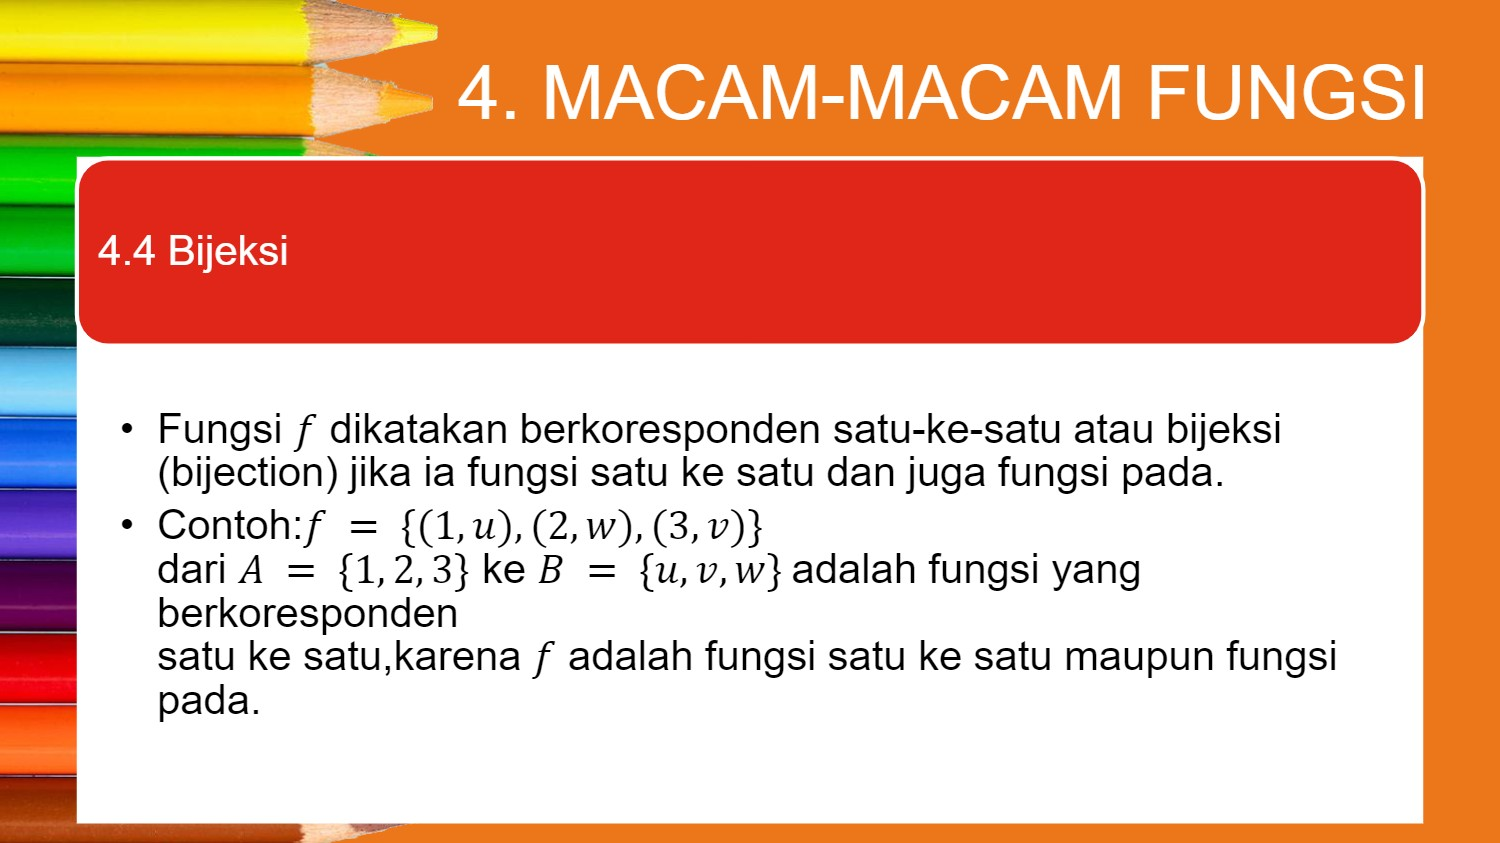 4. MACAM-MACAM FUNGSI
4.4 Bijeksi
• Fungsi 𝑓 dikatakan berkoresponden satu-ke-satu atau bijeksi
(bijection) jika ia fungsi satu ke satu dan juga fungsi pada.
• Contoh:𝑓 = {(1, 𝑢), (2, 𝑤), (3, 𝑣)}
dari 𝐴 = {1, 2, 3} ke 𝐵 = {𝑢, 𝑣, 𝑤} adalah fungsi yang
berkoresponden
satu ke satu,karena 𝑓 adalah fungsi satu ke satu maupun fungsi
pada.